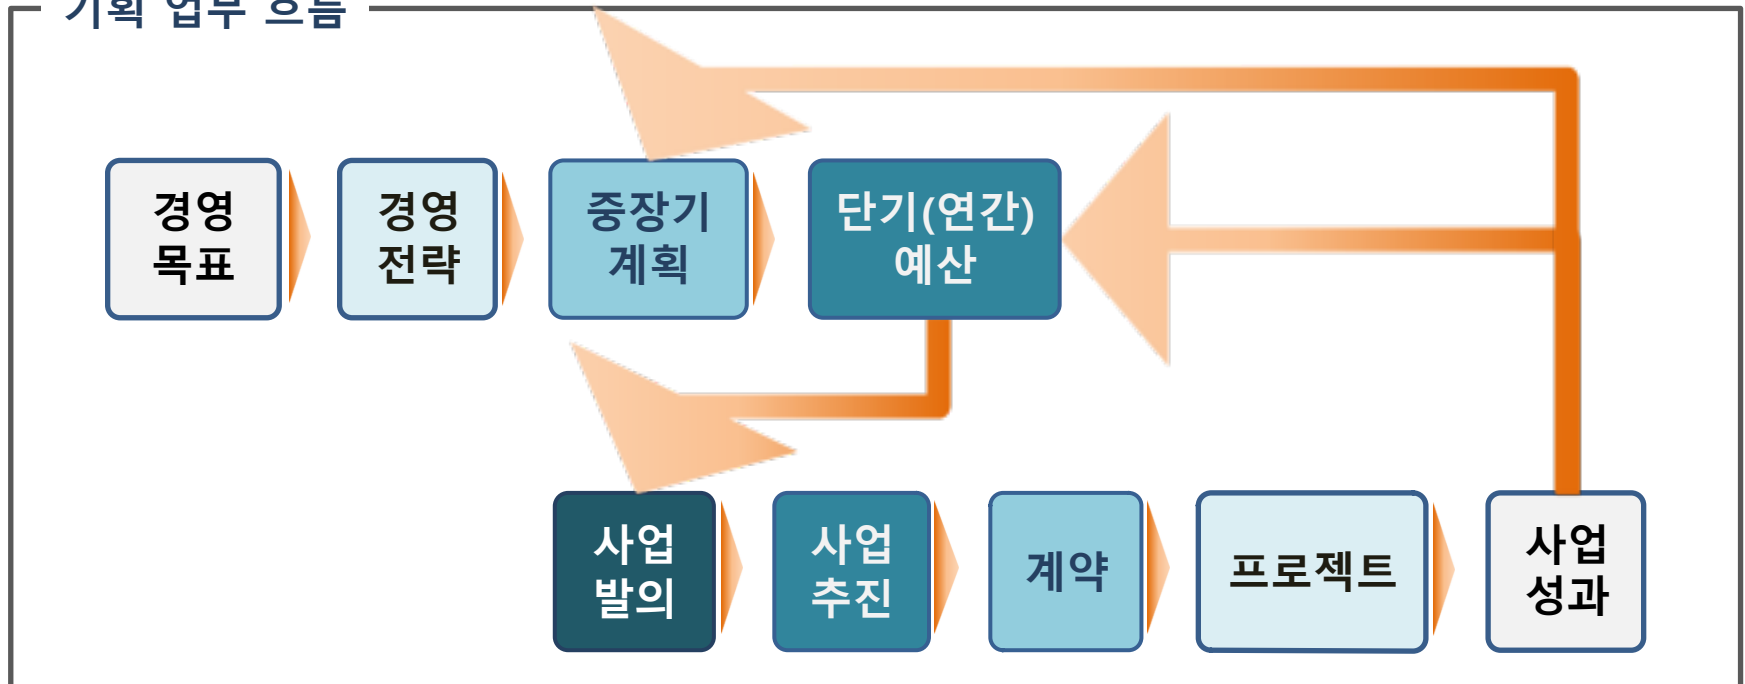 기획 업무 흐름
경영
목표
경영
전략
중장기
계획
단기(연간)
예산
사업
발의
사업
추진
계약
프로젝트
사업
성과